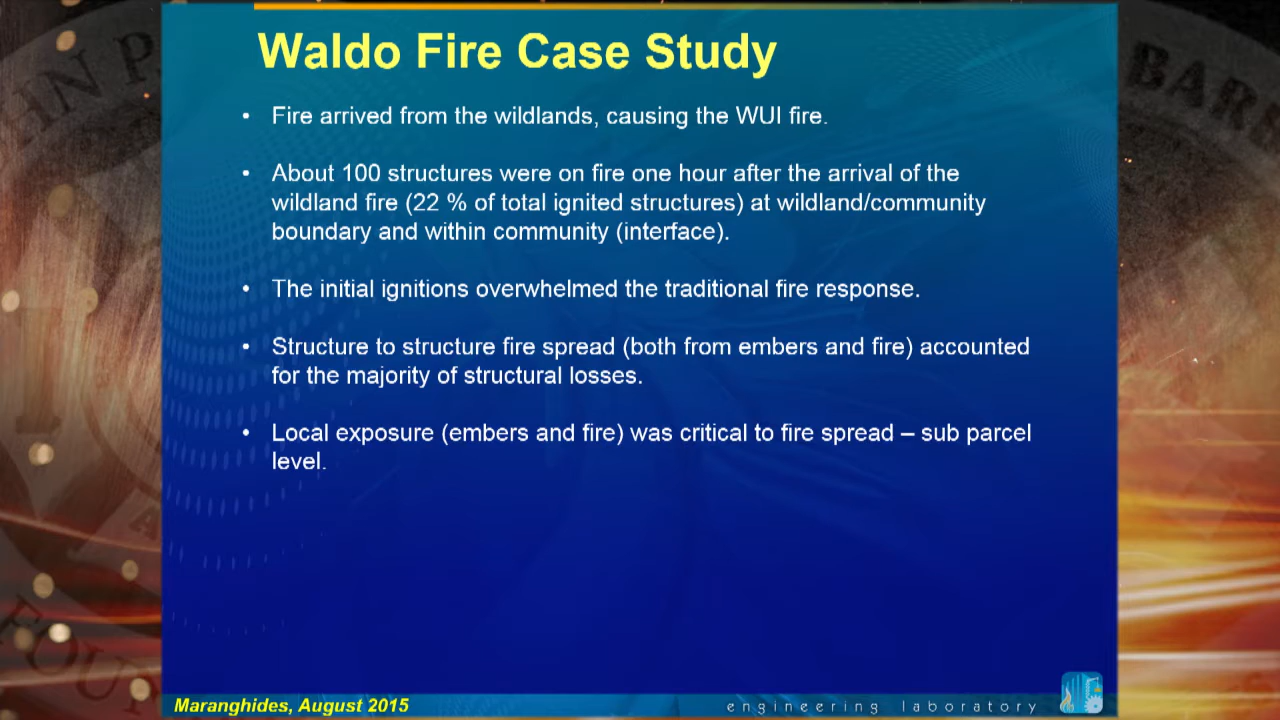 Waldo Fire Case Study
• Fire arrived from the wildlands, causing the WUI fire.
• About 100 structures were on fire one hour after the arrival of the
wildland fire (22 % of total ignited structures) at wildland/community
boundary and within community (interface).
• The initial ignitions overwhelmed the traditional fire response.
• Structure to structure fire spread (both from embers and fire) accounted
for the majority of structural losses.
• Local exposure (embers and fire) was critical to fire spread – sub parcel
level.
Maranghides, August 2015
engineering laboratory